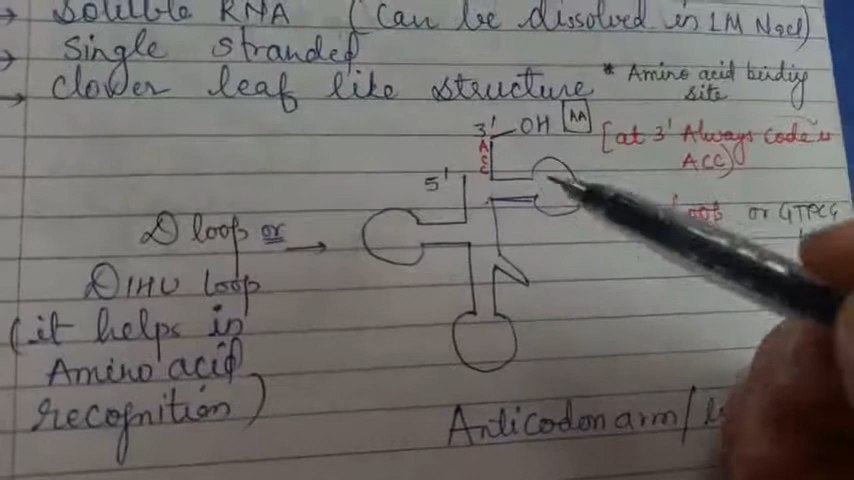 → Soluble RNA (Can be dissolved in 1M Nacl)
→ Single stranded
→ clover leaf like structure
* Amino acid binding
site
3' OH AA
A
C
C
[at 3' Always code is
ACC)
5'
loop or GTPCG
D loop or →
DIHU loop
(it helps in
Amino acid
recognition)
Anticodon arm/